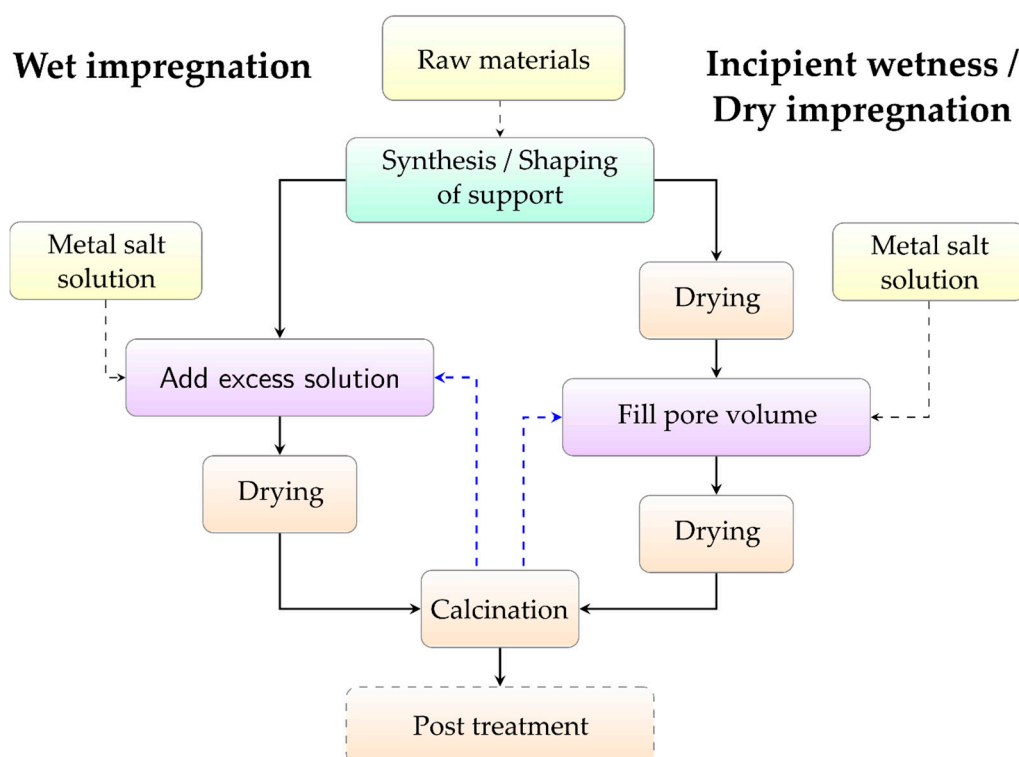 Wet impregnation
Raw materials
Incipient wetness /
Dry impregnation
Synthesis / Shaping
of support
Metal salt
solution
Drying
Metal salt
solution
Add excess solution
Fill pore volume
Drying
Drying
Calcination
Post treatment